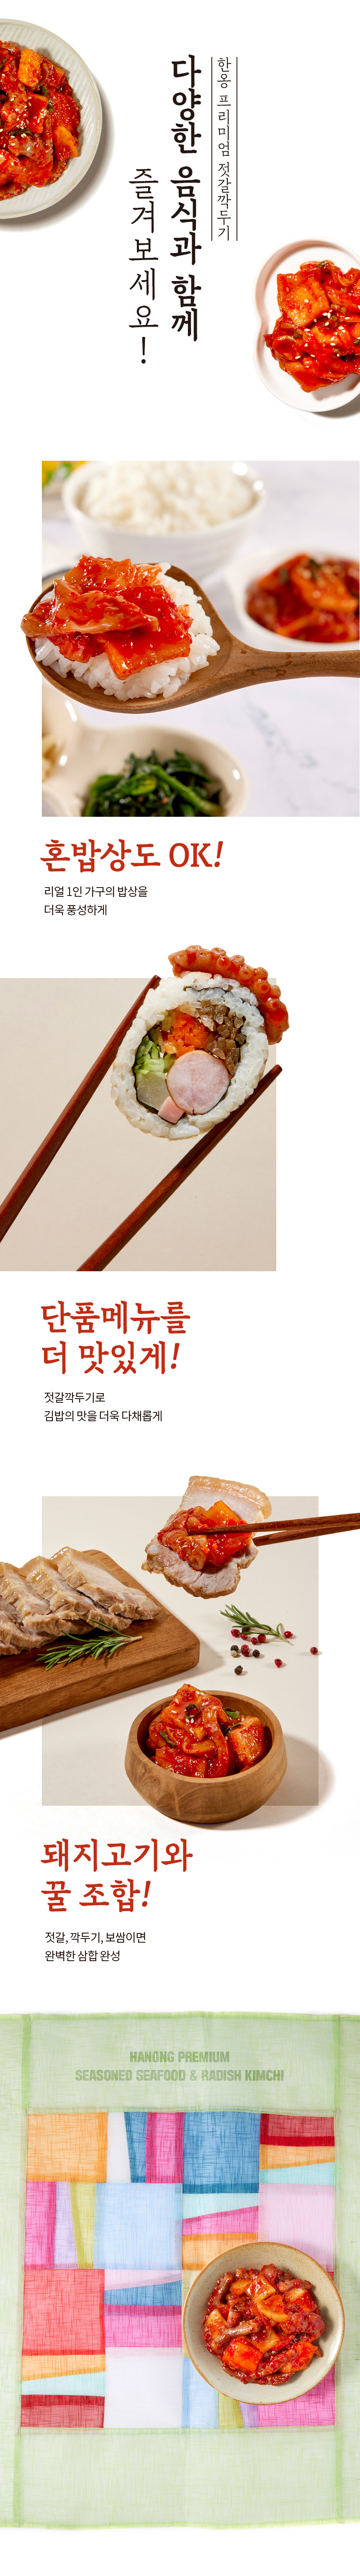 한옹 프리미엄 젓갈깍두기
다양한 음식과 함께
즐겨보세요!
혼밥상도 OK!
리얼 1인 가구의 밥상을
더욱 풍성하게
단품메뉴를
더 맛있게!
젓갈깍두기로
김밥의 맛을 더욱 다채롭게
돼지고기와
꿀 조합!
젓갈, 깍두기, 보쌈이면
완벽한 삼합 완성
HANONG PREMIUM
SEASONED SEAFOOD & RADISH KIMCHI